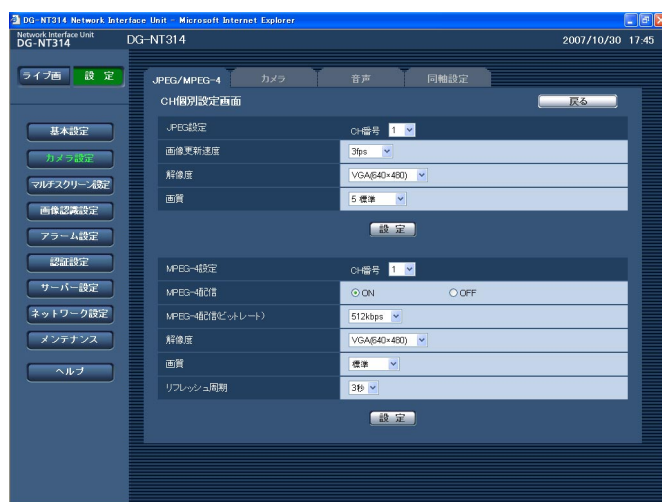 DG-NT314 Network Interface Unit - Microsoft Internet Explorer
Network Interface Unit
DG-NT314
DG-NT314
2007/10/30 17:45
ライブ画 設 定
JPEG/MPEG-4 カメラ 音声 同軸設定
CH個別設定画面 戻る
基本設定
カメラ設定
マルチスクリーン設定
画像認識設定
アラーム設定
認証設定
サーバー設定
ネットワーク設定
メンテナンス
ヘルプ
JPEG設定 CH番号 1
画像更新速度 3fps
解像度 VGA(640×480)
画質 5 標準
設 定
MPEG-4設定 CH番号 1
MPEG-4配信 ON OFF
MPEG-4配信(ビットレート) 512kbps
解像度 VGA(640×480)
画質 標準
リフレッシュ周期 3秒
設 定